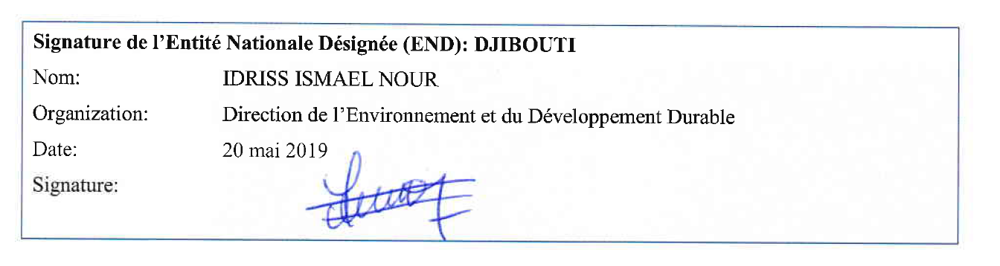 Signature de l'Entité Nationale Désignée (END): DJIBOUTI
Nom: IDRISS ISMAEL NOUR
Organization: Direction de l'Environnement et du Développement Durable
Date: 20 mai 2019
Signature: